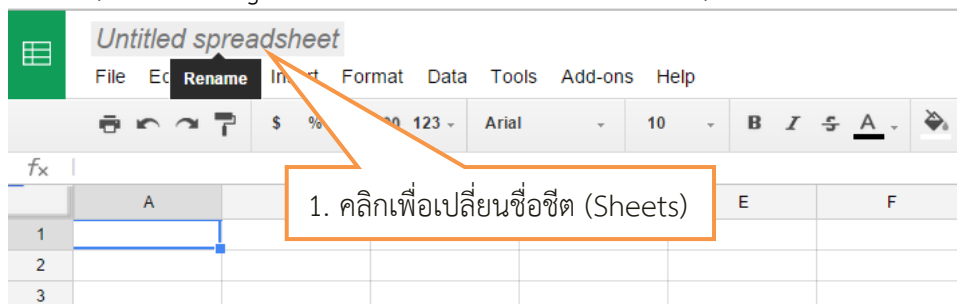 Untitled spreadsheet
File Rename Format Data Tools Add-ons Help
$ % 123 Arial 10 B I S A
fx
1. คลิกเพื่อเปลี่ยนชื่อชีต (Sheets)
A E F
1
2
3